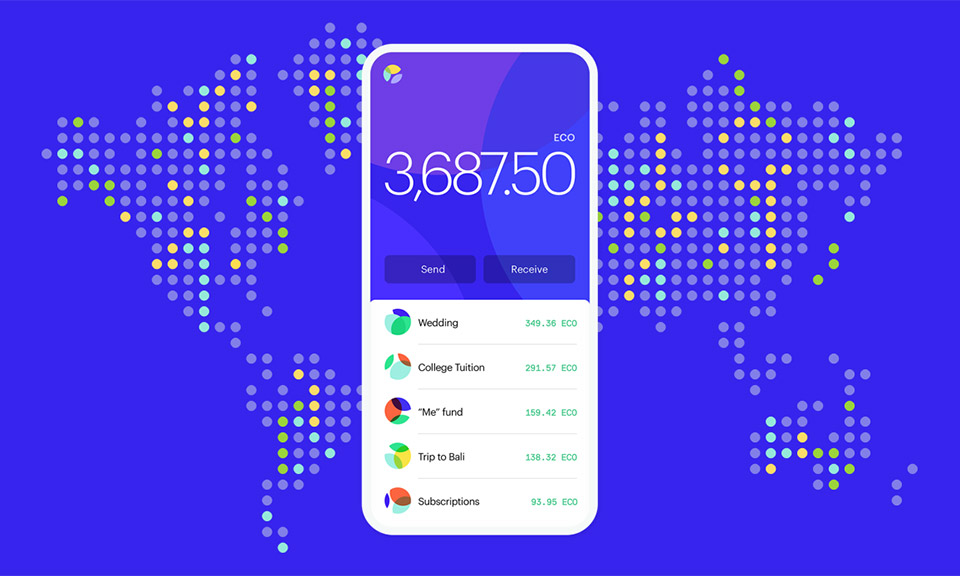 ECO
3,687.50
Send Receive
Wedding 349.36 ECO
College Tuition 291.57 ECO
“Me” fund 159.42 ECO
Trip to Bali 138.32 ECO
Subscriptions 93.95 ECO